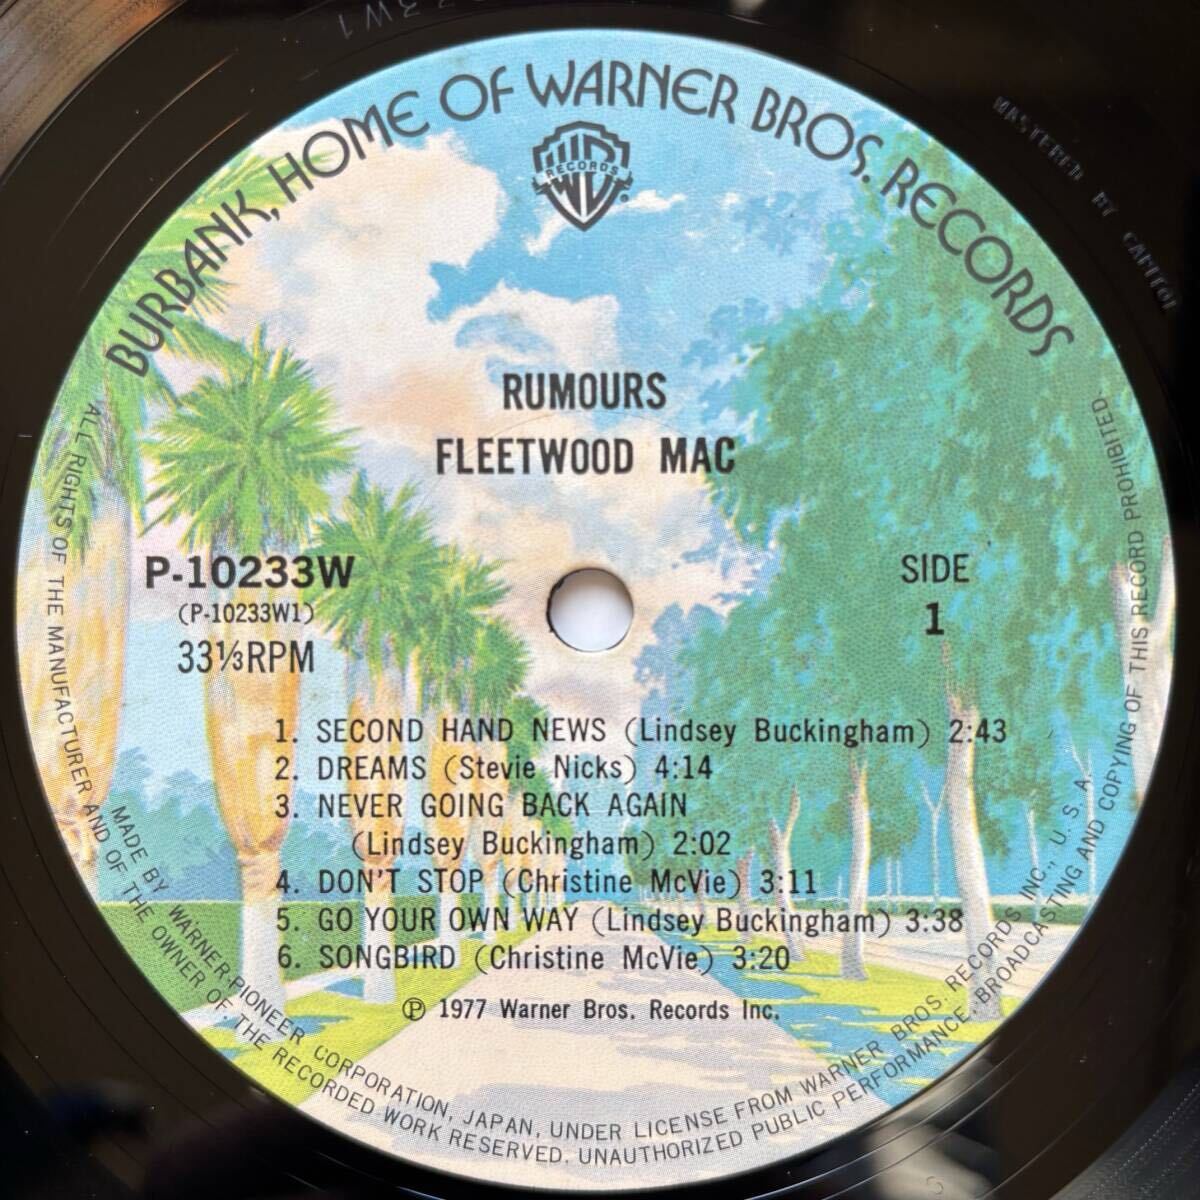 BURBANK, HOME OF WARNER BROS. RECORDS
WB RECORDS ®
RUMOURS
FLEETWOOD MAC
P-10233W
(P-10233W1)
33⅓RPM
SIDE
1
1. SECOND HAND NEWS (Lindsey Buckingham) 2:43
2. DREAMS (Stevie Nicks) 4:14
3. NEVER GOING BACK AGAIN
(Lindsey Buckingham) 2:02
4. DON'T STOP (Christine McVie) 3:11
5. GO YOUR OWN WAY (Lindsey Buckingham) 3:38
6. SONGBIRD (Christine McVie) 3:20
℗ 1977 Warner Bros. Records Inc.
MADE BY WARNER-PIONEER CORPORATION, JAPAN, UNDER LICENSE FROM WARNER BROS. RECORDS INC., U.S.A.
ALL RIGHTS OF THE MANUFACTURER AND OF THE OWNER OF THE RECORDED WORK RESERVED. UNAUTHORIZED PUBLIC PERFORMANCE, BROADCASTING AND COPYING OF THIS RECORD PROHIBITED.
MASTERED BY CAPITOL